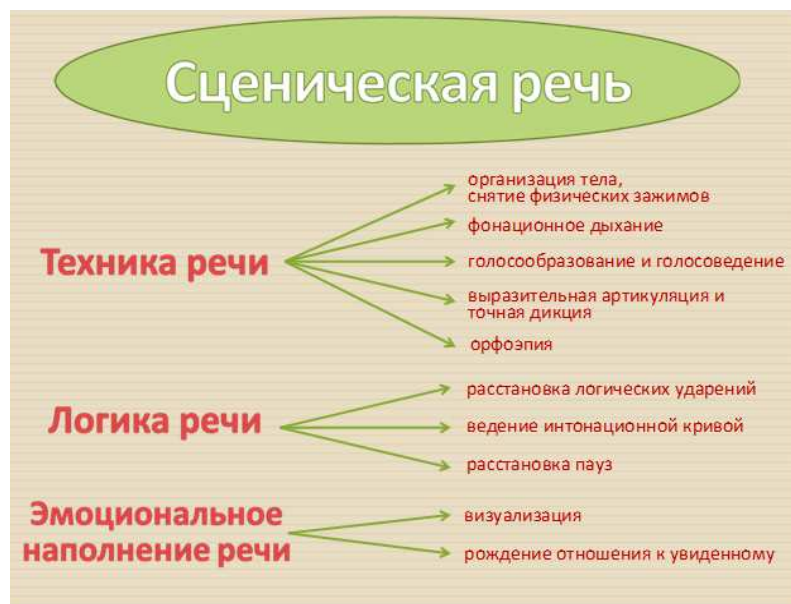 Сценическая речь
Техника речи
организация тела,
снятие физических зажимов
фонационное дыхание
голосообразование и голосоведение
выразительная артикуляция и
точная дикция
орфоэпия
Логика речи
расстановка логических ударений
ведение интонационной кривой
расстановка пауз
Эмоциональное
наполнение речи
визуализация
рождение отношения к увиденному